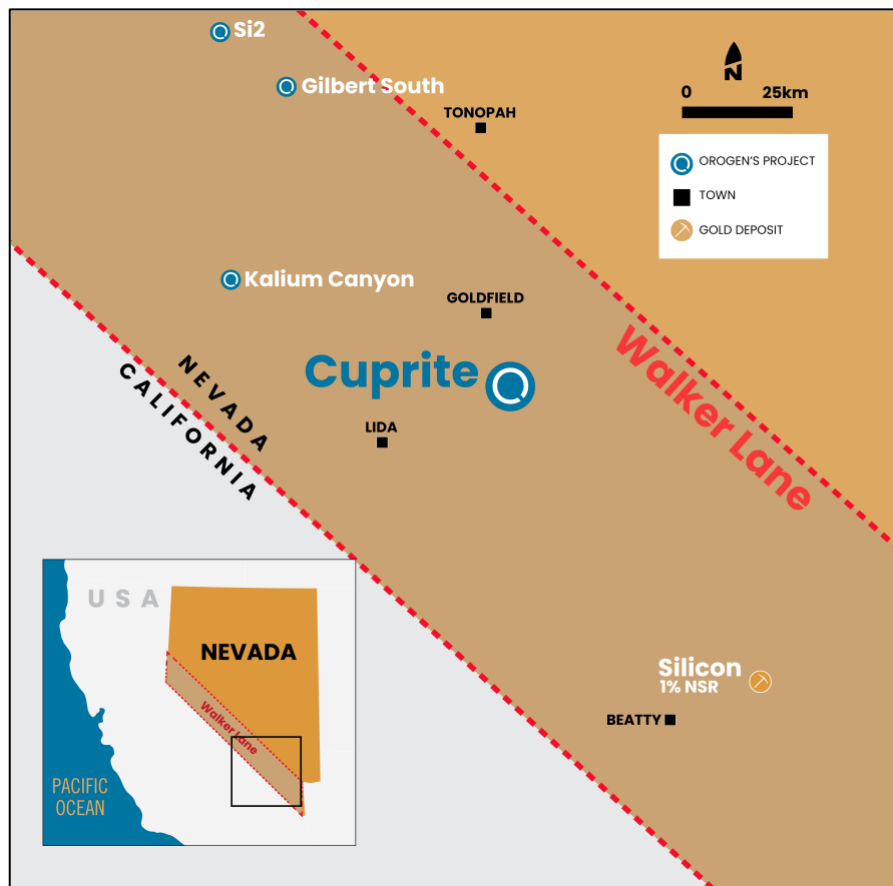 Si2
Gilbert South
TONOPAH
N
0 25km
OROGEN'S PROJECT
TOWN
GOLD DEPOSIT
Kalium Canyon
GOLDFIELD
Cuprite
Walker Lane
NEVADA
CALIFORNIA
LIDA
USA
NEVADA
Walker Lane
PACIFIC
OCEAN
Silicon
1% NSR
BEATTY